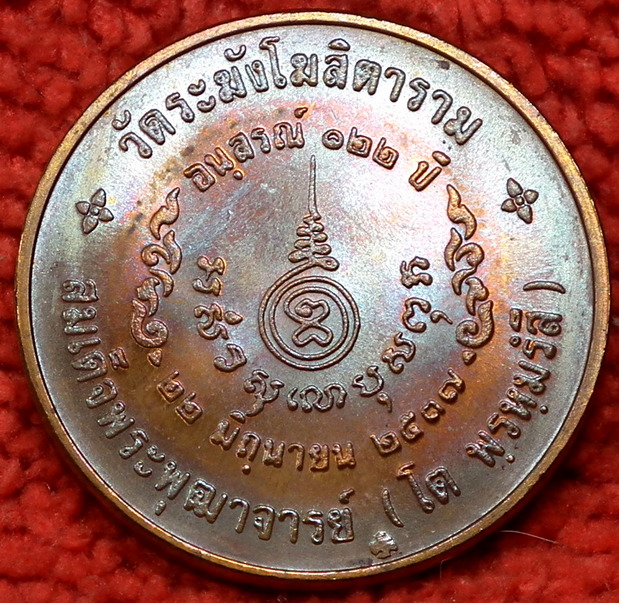 วัดระฆังโฆสิตาราม
อนุสรณ์ ๑๒๒ ปี
๒๒ มิถุนายน ๒๕๓๗
สมเด็จพระพุฒาจารย์ (โต พฺรหฺมรํสี)